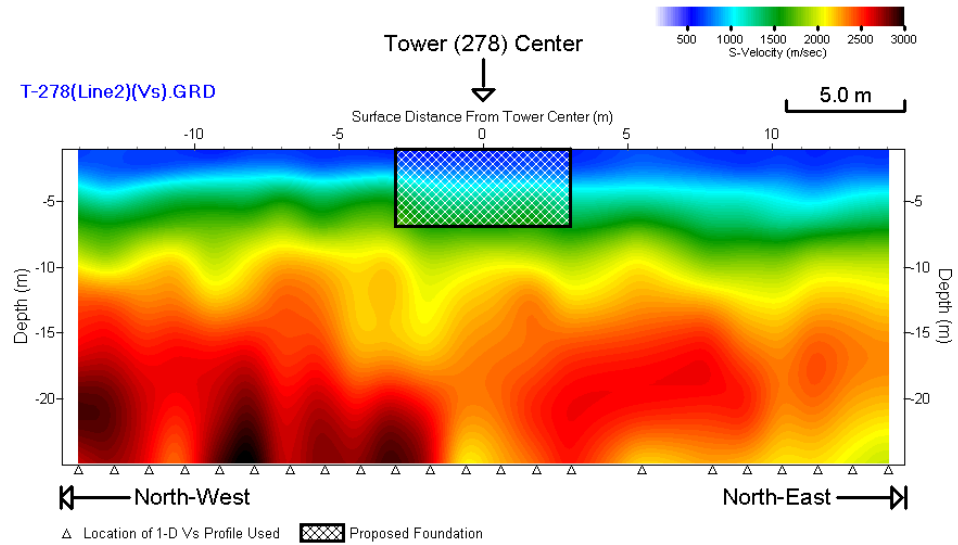 500 1000 1500 2000 2500 3000
S-Velocity (m/sec)
Tower (278) Center
T-278(Line2)(Vs).GRD
5.0 m
Surface Distance From Tower Center (m)
-10 -5 0 5 10
-5 -5
-10 -10
Depth (m) Depth (m)
-15 -15
-20 -20
North-West North-East
Location of 1-D Vs Profile Used Proposed Foundation